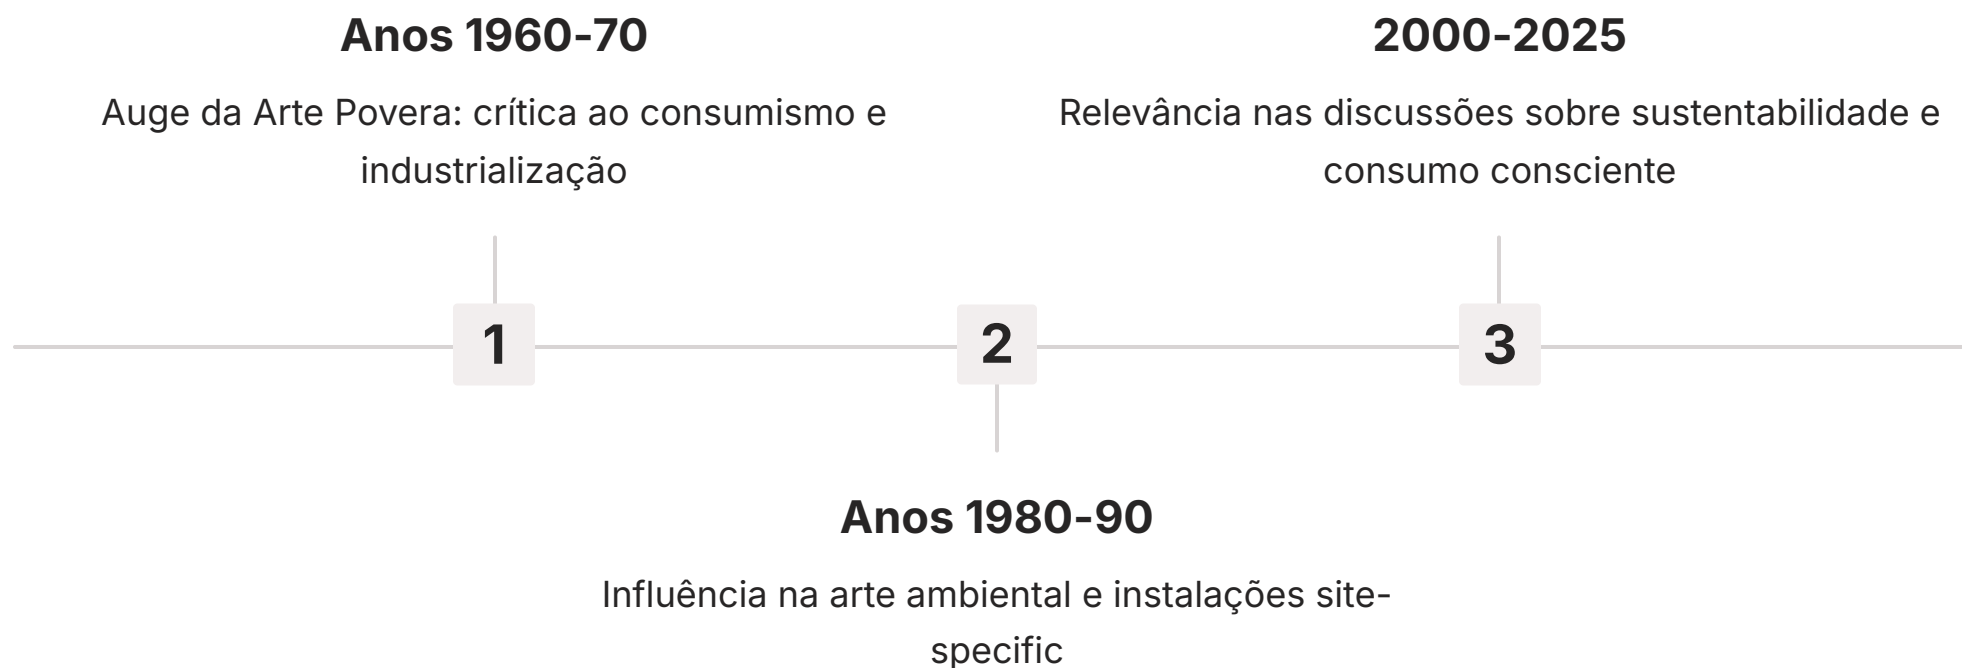 Anos 1960-70
Auge da Arte Povera: crítica ao consumismo e
industrialização
1
2
Anos 1980-90
Influência na arte ambiental e instalações site-
specific
3
2000-2025
Relevância nas discussões sobre sustentabilidade e
consumo consciente